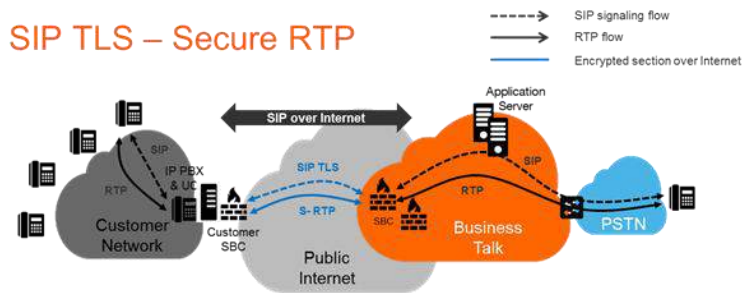 SIP TLS – Secure RTP
SIP signaling flow
RTP flow
Encrypted section over Internet
Application
Server
SIP over Internet
SIP
IP PBX
& UC
RTP
SIP TLS
S- RTP
SIP
RTP
SBC
Customer
Network
Customer
SBC
Public
Internet
Business
Talk
PSTN